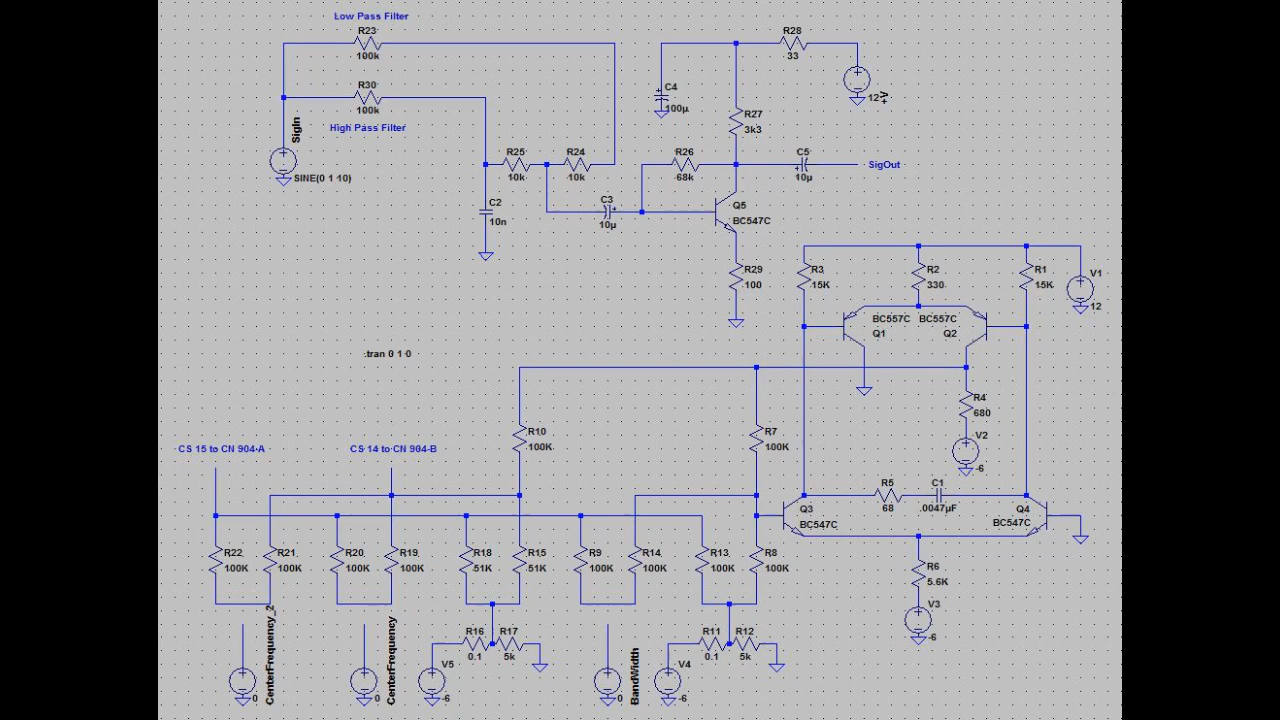 Low Pass Filter
R23
100k
R28
33
R30
100k
C4
100µ
12
+V
High Pass Filter
SigIn
R27
3k3
R25
10k
R24
10k
R26
68k
C5
10µ
SigOut
SINE(0 1 10)
C2
10n
C3
10µ
Q5
BC547C
R29
100
R3
15K
R2
330
R1
15K
V1
12
BC557C
Q1
BC557C
Q2
.tran 0 1 0
R4
680
V2
-6
CS 15 to CN 904-A
CS 14 to CN 904-B
R10
100K
R7
100K
R5
68
C1
.0047µF
Q3
BC547C
Q4
BC547C
R22
100K
R21
100K
R20
100K
R19
100K
R18
51K
R15
51K
R9
100K
R14
100K
R13
100K
R8
100K
R6
5.6K
V3
-6
R16
0.1
R17
5k
R11
0.1
R12
5k
0
CenterFrequency_2
0
CenterFrequency
V5
-6
0
BandWidth
V4
-6